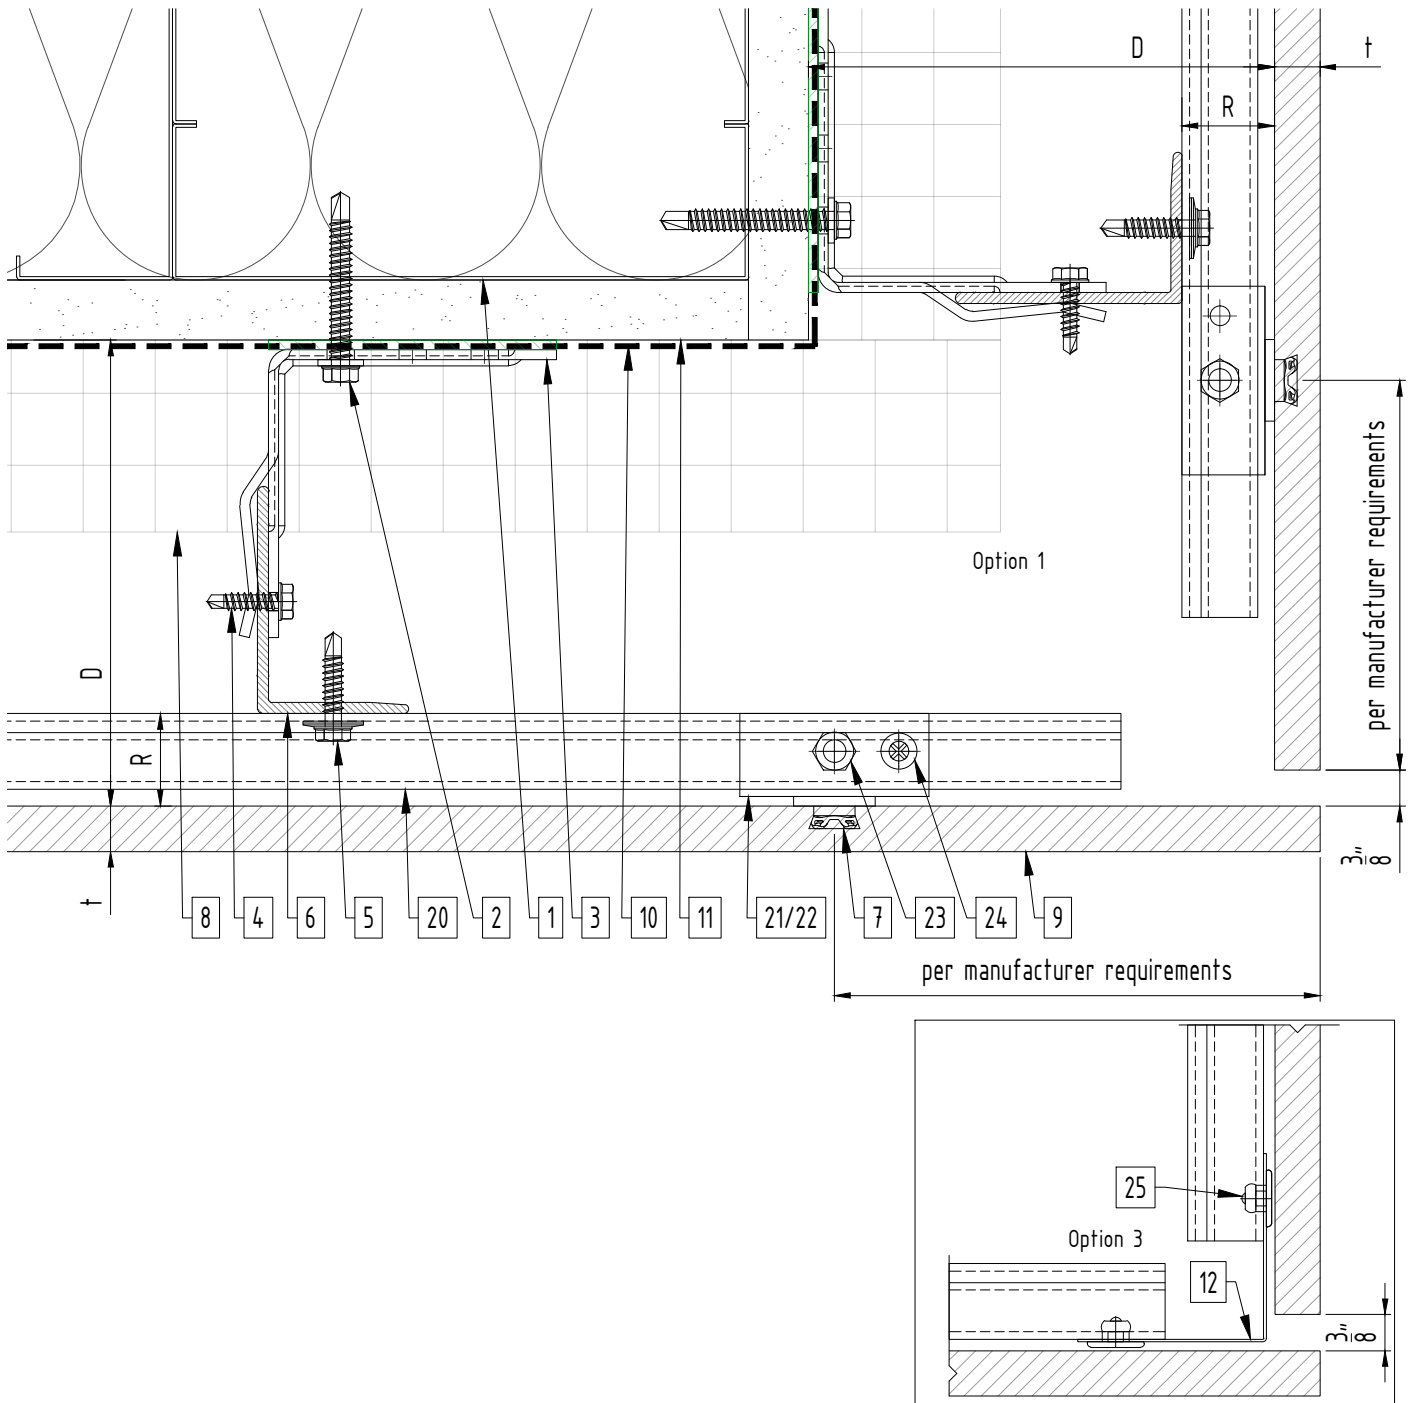 D
t
R
per manufacturer requirements
Option 1
D
R
t
3"
8
8
4
6
5
20
2
1
3
10
11
21/22
7
23
24
9
per manufacturer requirements
25
Option 3
12
3"
8